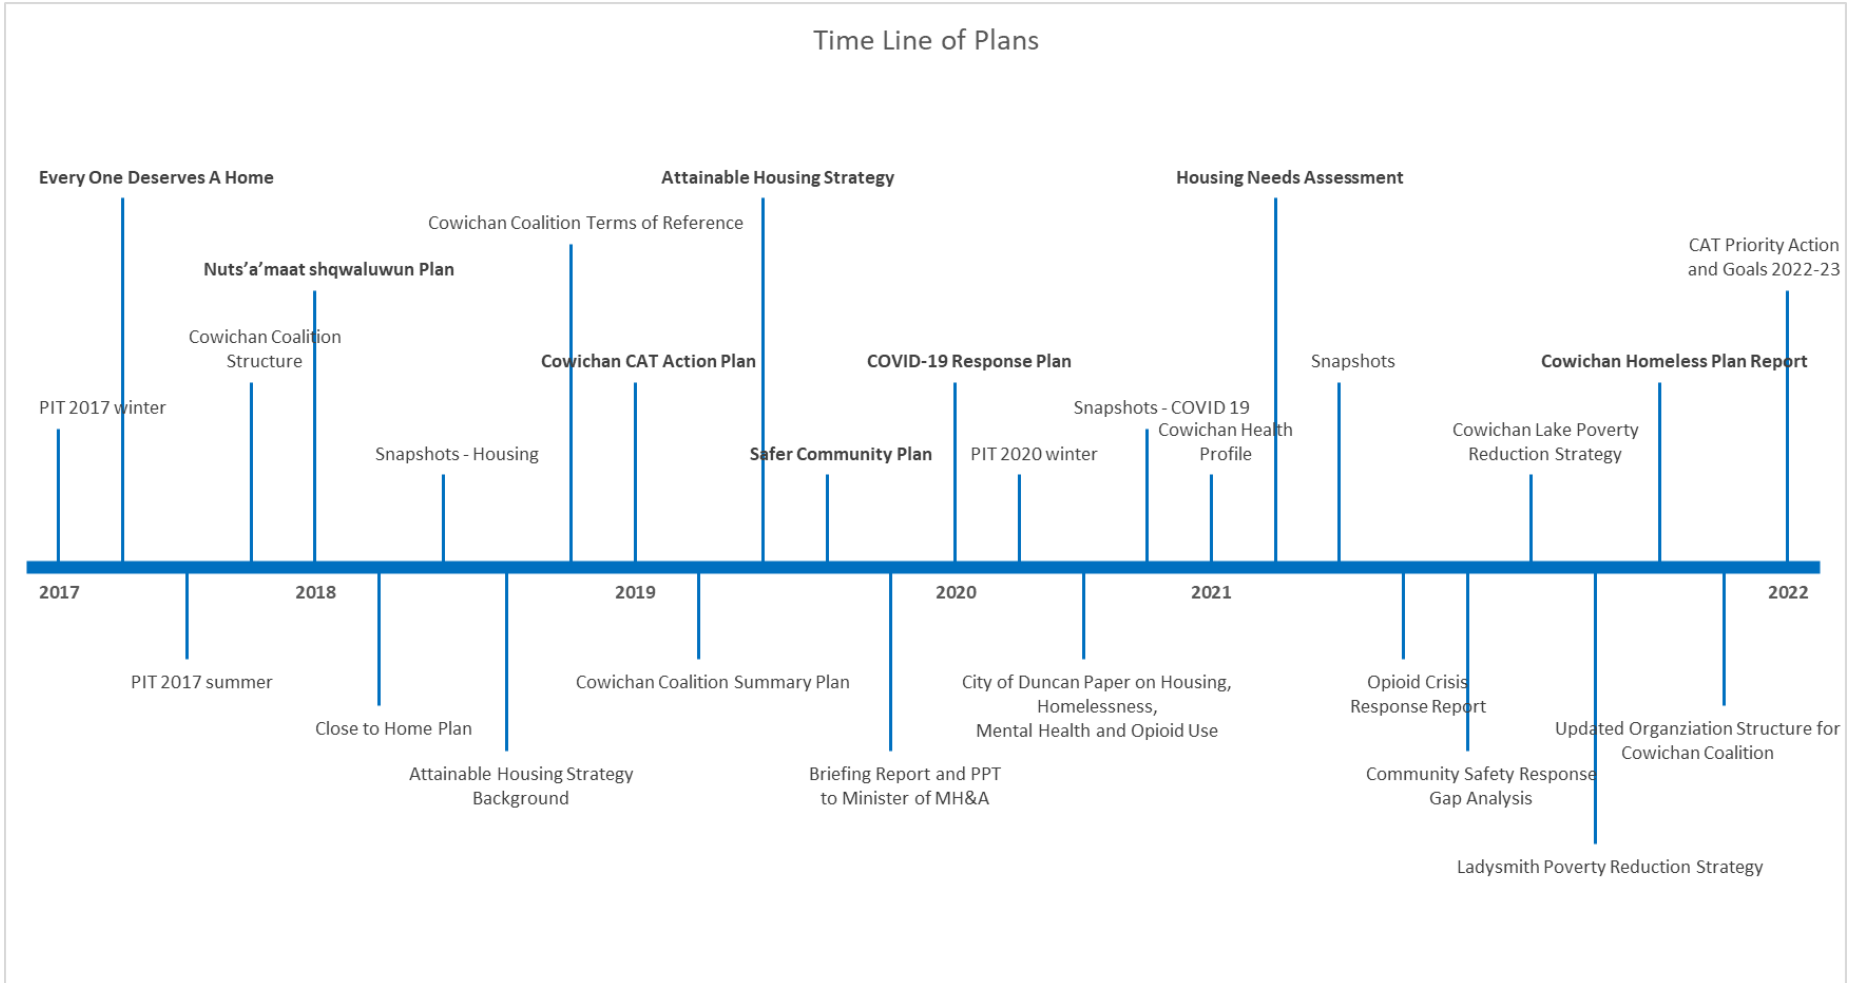 Time Line of Plans
Every One Deserves A Home
Attainable Housing Strategy
Housing Needs Assessment
Cowichan Coalition Terms of Reference
CAT Priority Action
and Goals 2022-23
Nuts’a’maat shqwaluwun Plan
Cowichan Coalition
Structure
Cowichan CAT Action Plan
COVID-19 Response Plan
Snapshots
Cowichan Homeless Plan Report
PIT 2017 winter
Snapshots - COVID 19
Cowichan Health
Profile
Cowichan Lake Poverty
Reduction Strategy
Snapshots - Housing
Safer Community Plan
PIT 2020 winter
2017
2018
2019
2020
2021
2022
PIT 2017 summer
Cowichan Coalition Summary Plan
City of Duncan Paper on Housing,
Homelessness,
Mental Health and Opioid Use
Opioid Crisis
Response Report
Close to Home Plan
Updated Organziation Structure for
Cowichan Coalition
Attainable Housing Strategy
Background
Briefing Report and PPT
to Minister of MH&A
Community Safety Response
Gap Analysis
Ladysmith Poverty Reduction Strategy